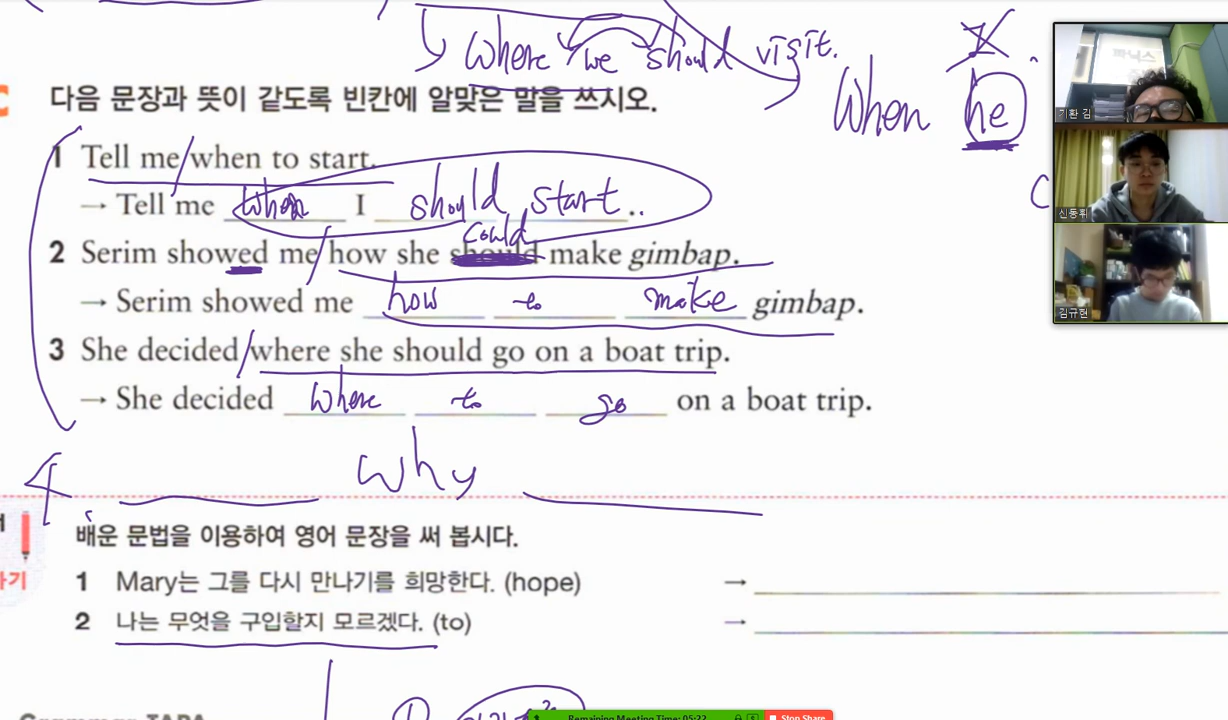 where we should visit.
I
When he
C 다음 문장과 뜻이 같도록 빈칸에 알맞은 말을 쓰시오.
1 Tell me/when to start.
→ Tell me when I should start..
could
2 Serim showed me/how she should make gimbap.
→ Serim showed me how to make gimbap.
3 She decided/where she should go on a boat trip.
→ She decided where to go on a boat trip.
4 why
배운 문법을 이용하여 영어 문장을 써 봅시다.
1 Mary는 그를 다시 만나기를 희망한다. (hope) →
2 나는 무엇을 구입할지 모르겠다. (to) →
기환 김
신동휘
김규현
Remaining Meeting Time: 05:22
Stop Share